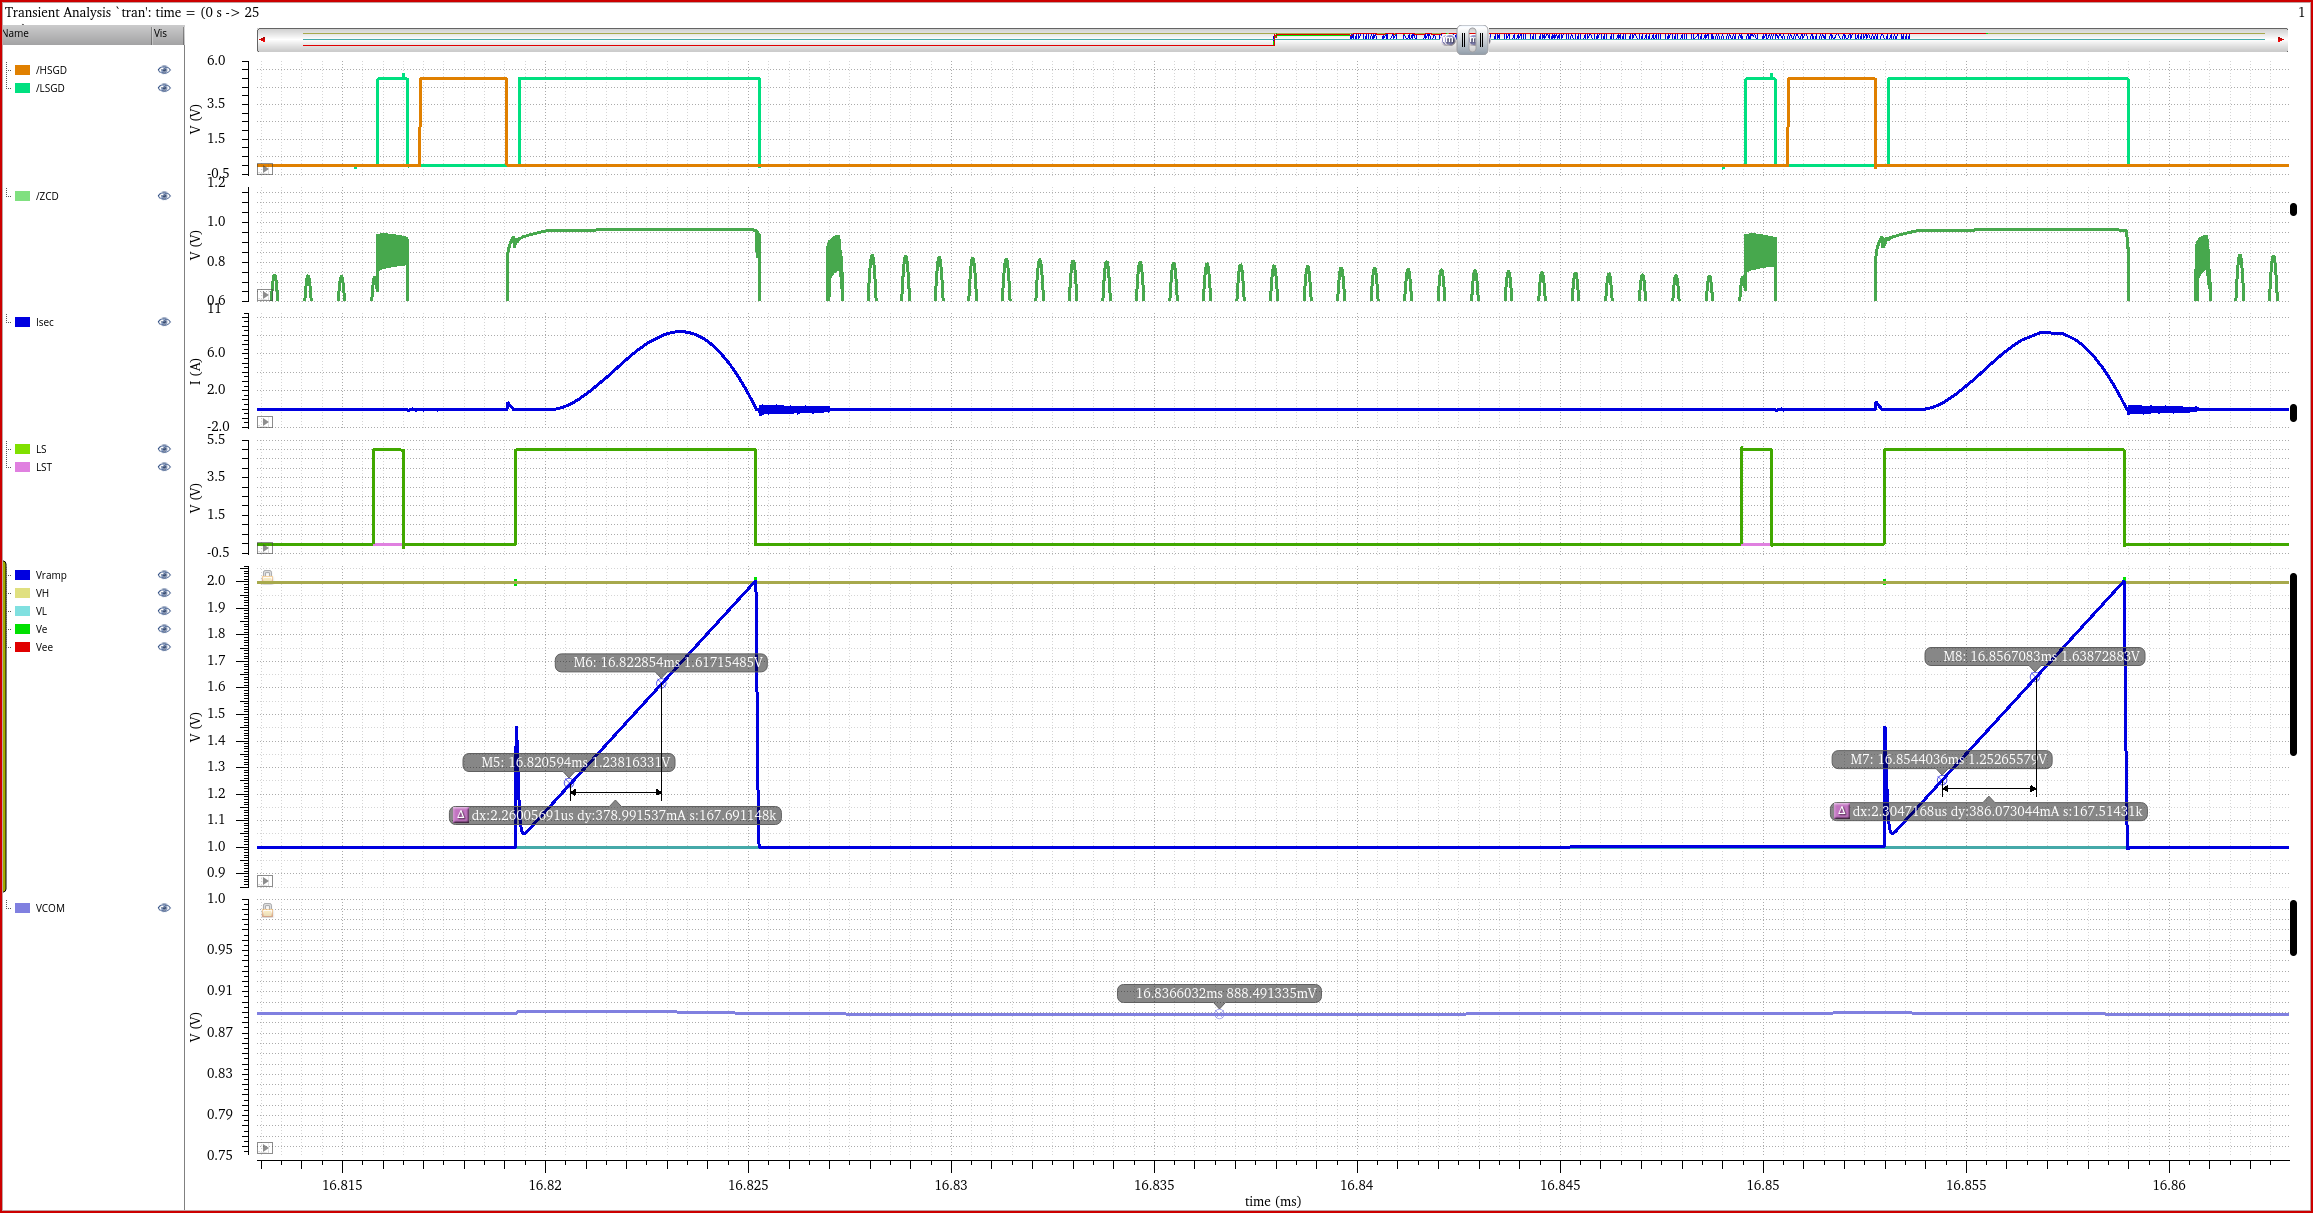 Transient Analysis `tran': time = (0 s -> 25
1
Name Vis
/HSGD
/LSGD
/ZCD
Isec
LS
LST
Vramp
VH
VL
Ve
Vee
VCOM
6.0
3.5
1.5
-0.5
V (V)
1.2
1.0
0.8
0.6
V (V)
11
6.0
2.0
-2.0
I (A)
5.5
3.5
1.5
-0.5
V (V)
2.0
1.9
1.8
1.7
1.6
1.5
1.4
1.3
1.2
1.1
1.0
0.9
V (V)
M6: 16.822854ms 1.61715485V
M5: 16.820594ms 1.23816331V
dx:2.26005691us dy:378.991537mA s:167.691148k
M8: 16.8567083ms 1.63872883V
M7: 16.8544036ms 1.25265579V
dx:2.3047168us dy:386.073044mA s:167.51431k
1.0
0.95
0.91
0.87
0.83
0.79
0.75
V (V)
16.8366032ms 888.491335mV
16.815 16.82 16.825 16.83 16.835 16.84 16.845 16.85 16.855 16.86
time (ms)